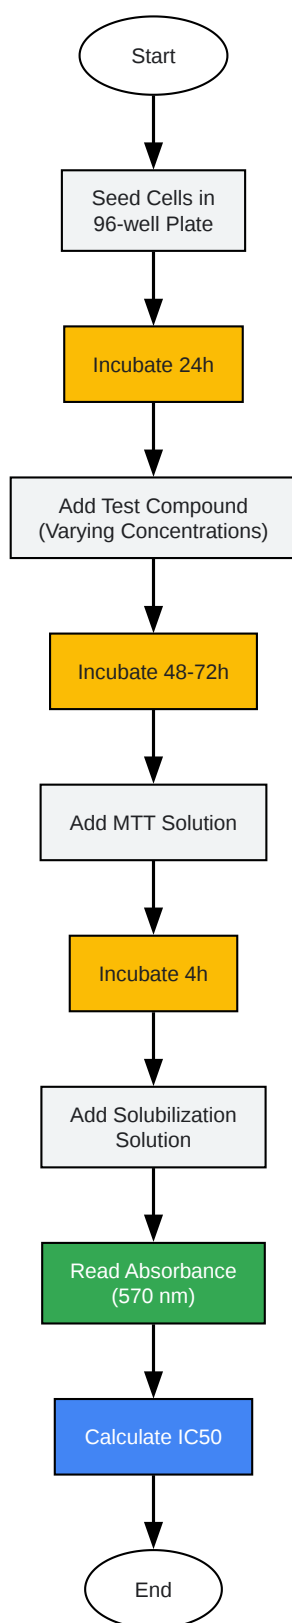 Start
Seed Cells in
96-well Plate
Incubate 24h
Add Test Compound
(Varying Concentrations)
Incubate 48-72h
Add MTT Solution
Incubate 4h
Add Solubilization
Solution
Read Absorbance
(570 nm)
Calculate IC50
End